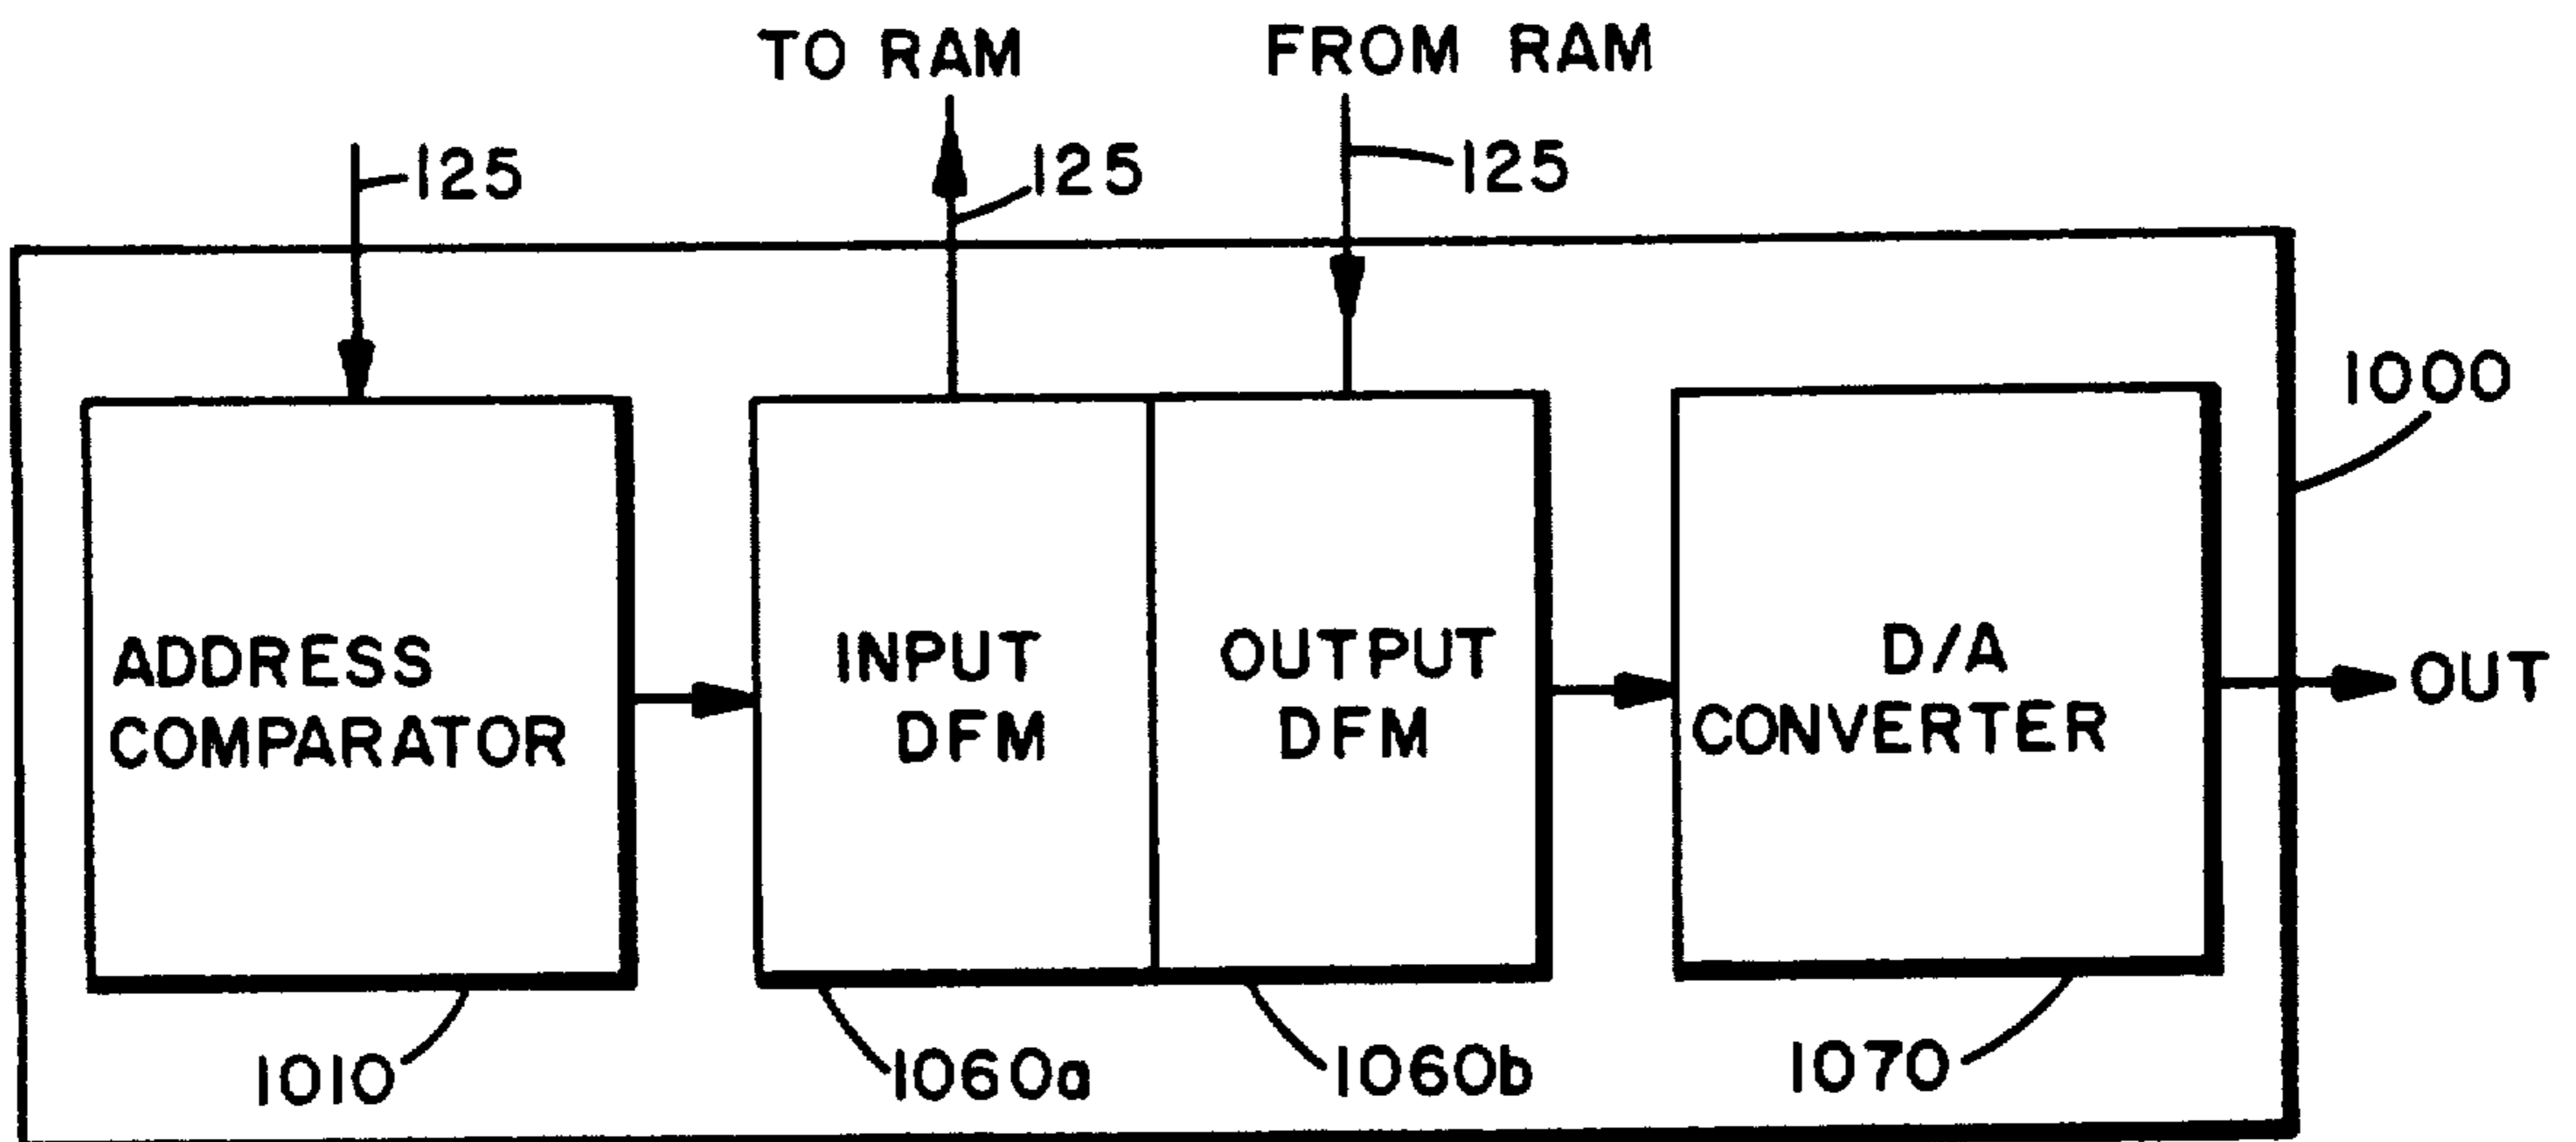 TO RAM
FROM RAM
125
125
125
1000
ADDRESS
COMPARATOR
INPUT
DFM
OUTPUT
DFM
D/A
CONVERTER
OUT
1010
1060a
1060b
1070